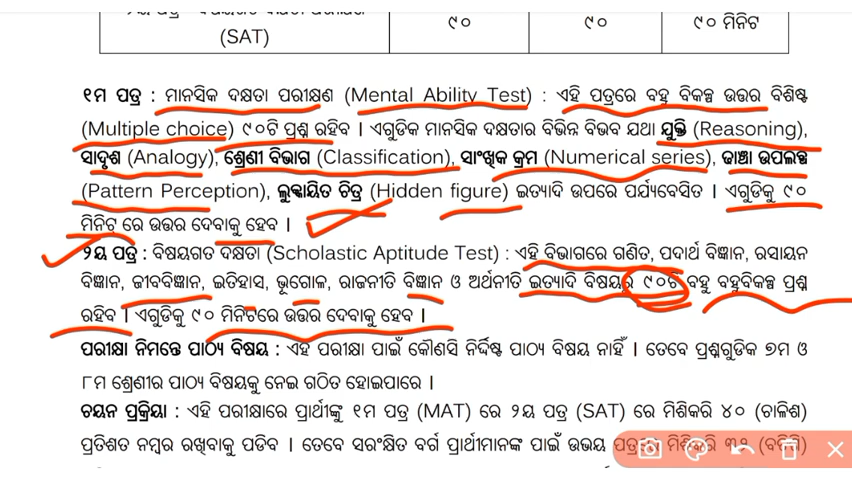 (SAT) ୯୦ ୯୦ ୯୦ ମିନିଟ
୧ମ ପତ୍ର : ମାନସିକ ଦକ୍ଷତା ପରୀକ୍ଷଣ (Mental Ability Test) : ଏହି ପତ୍ରରେ ବହୁ ବିକଳ୍ପ ଉତ୍ତର ବିଶିଷ୍ଟ
(Multiple choice) ୯୦ଟି ପ୍ରଶ୍ନ ରହିବ । ଏଗୁଡିକ ମାନସିକ ଦକ୍ଷତାର ବିଭିନ୍ନ ବିଭବ ଯଥା ଯୁକ୍ତି (Reasoning),
ସାଦୃଶ (Analogy), ଶ୍ରେଣୀ ବିଭାଗ (Classification), ସାଂଖିକ କ୍ରମ (Numerical series), ଢାଞ୍ଚା ଉପଲବ୍ଧ
(Pattern Perception), ଲୁକ୍କାୟିତ ଚିତ୍ର (Hidden figure) ଇତ୍ୟାଦି ଉପରେ ପର୍ଯ୍ୟବେସିତ । ଏଗୁଡିକୁ ୯୦
ମିନିଟ ରେ ଉତ୍ତର ଦେବାକୁ ହେବ ।
୨ୟ ପତ୍ର : ବିଷୟଗତ ଦକ୍ଷତା (Scholastic Aptitude Test) : ଏହି ବିଭାଗରେ ଗଣିତ, ପଦାର୍ଥ ବିଜ୍ଞାନ, ରସାୟନ
ବିଜ୍ଞାନ, ଜୀବବିଜ୍ଞାନ, ଇତିହାସ, ଭୂଗୋଳ, ରାଜନୀତି ବିଜ୍ଞାନ ଓ ଅର୍ଥନୀତି ଇତ୍ୟାଦି ବିଷୟର ୯୦ଟି ବହୁ ବହୁବିକଳ୍ପ ପ୍ରଶ୍ନ
ରହିବ । ଏଗୁଡିକୁ ୯୦ ମିନିଟରେ ଉତ୍ତର ଦେବାକୁ ହେବ ।
ପରୀକ୍ଷା ନିମନ୍ତେ ପାଠ୍ୟ ବିଷୟ : ଏହି ପରୀକ୍ଷା ପାଇଁ କୌଣସି ନିର୍ଦ୍ଦିଷ୍ଟ ପାଠ୍ୟ ବିଷୟ ନାହିଁ । ତେବେ ପ୍ରଶ୍ନଗୁଡିକ ୭ମ ଓ
୮ମ ଶ୍ରେଣୀର ପାଠ୍ୟ ବିଷୟକୁ ନେଇ ଗଠିତ ହୋଇପାରେ ।
ଚୟନ ପ୍ରକ୍ରିୟା : ଏହି ପରୀକ୍ଷାରେ ପ୍ରାର୍ଥୀଙ୍କୁ ୧ମ ପତ୍ର (MAT) ରେ ୨ୟ ପତ୍ର (SAT) ରେ ମିଶିକରି ୪୦ (ଚାଳିଶ)
ପ୍ରତିଶତ ନମ୍ବର ରଖିବାକୁ ପଡିବ । ତେବେ ସଂରକ୍ଷିତ ବର୍ଗ ପ୍ରାର୍ଥୀମାନଙ୍କ ପାଇଁ ଉଭୟ ପତ୍ରରେ ମିଶିକରି ୩୨ (ବତିଶି)